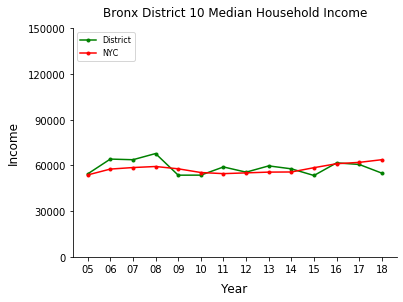 Bronx District 10 Median Household Income
150000
120000
90000
60000
30000
0
Income
District
NYC
05 06 07 08 09 10 11 12 13 14 15 16 17 18
Year